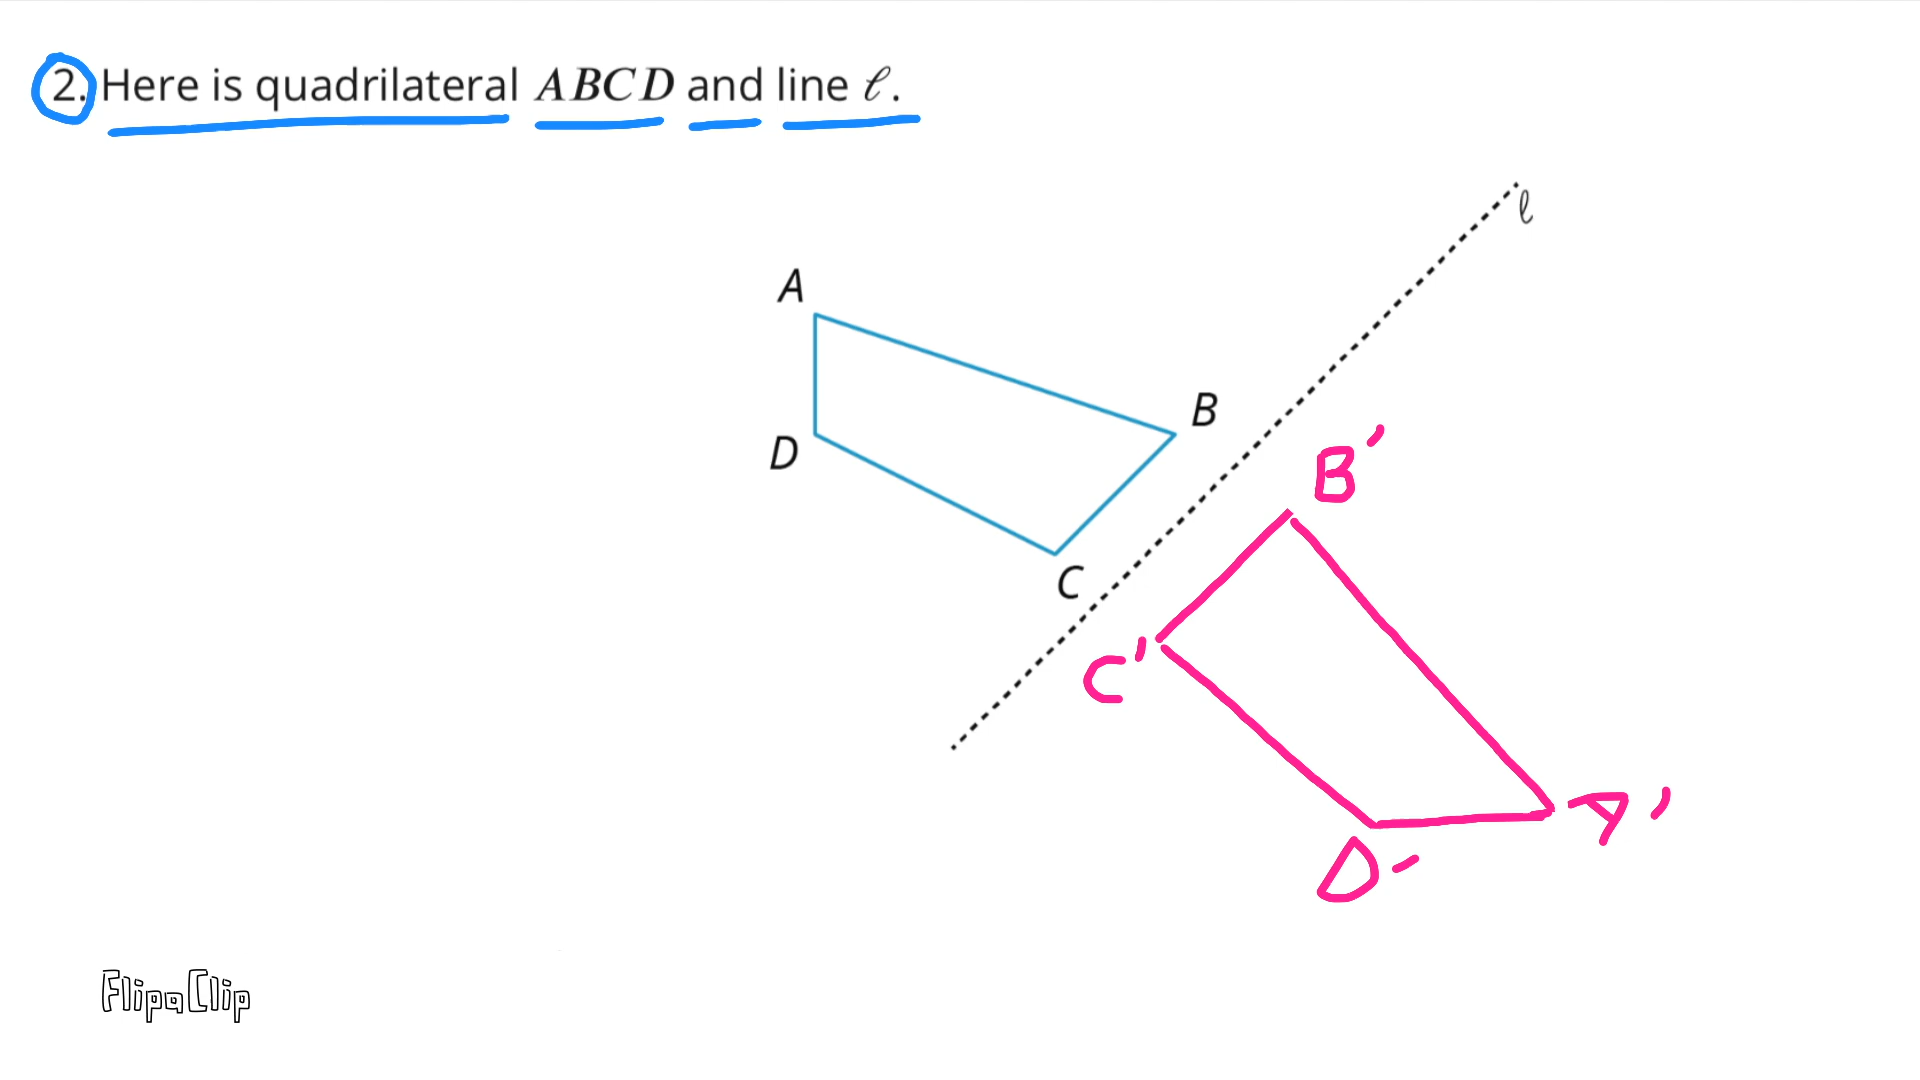 2. Here is quadrilateral ABCD and line ℓ.
ℓ
A
B
B'
D
C
C'
A'
D'
FlipaClip